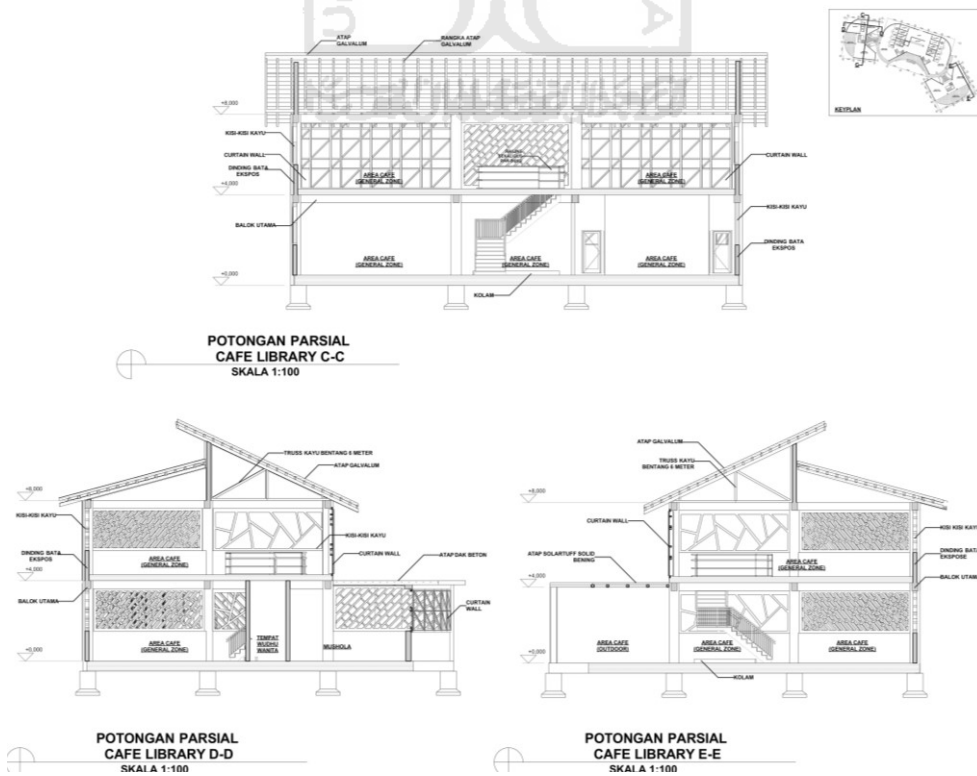 ATAP
GALVALUM
RANGKA ATAP
GALVALUM
KEYPLAN
+8,000
KISI-KISI KAYU
CURTAIN WALL
DINDING BATA
EKSPOS
AREA CAFE
(GENERAL ZONE)
AREA CAFE
(GENERAL ZONE)
CURTAIN WALL
+4,000
BALOK UTAMA
KISI-KISI KAYU
DINDING BATA
EKSPOS
AREA CAFE
(GENERAL ZONE)
AREA CAFE
(GENERAL ZONE)
AREA CAFE
(GENERAL ZONE)
+0,000
KOLAM
POTONGAN PARSIAL
CAFE LIBRARY C-C
SKALA 1:100
TRUSS KAYU BENTANG 6 METER
ATAP GALVALUM
+8,000
KISI-KISI KAYU
KISI-KISI KAYU
DINDING BATA
EKSPOS
AREA CAFE
(GENERAL ZONE)
AREA CAFE
(GENERAL ZONE)
CURTAIN WALL
ATAP DAK BETON
+4,000
BALOK UTAMA
CURTAIN
WALL
AREA CAFE
(GENERAL ZONE)
TEMPAT
WUDHU
WANITA
MUSHOLA
+0,000
POTONGAN PARSIAL
CAFE LIBRARY D-D
SKALA 1:100
ATAP GALVALUM
TRUSS KAYU
BENTANG 6 METER
+8,000
CURTAIN WALL
KISI KISI KAYU
ATAP SOLARTUFF SOLID
BENING
AREA CAFE
(GENERAL ZONE)
DINDING BATA
EKSPOSE
+4,000
BALOK UTAMA
AREA CAFE
(OUTDOOR)
AREA CAFE
(GENERAL ZONE)
AREA CAFE
(GENERAL ZONE)
+0,000
KOLAM
POTONGAN PARSIAL
CAFE LIBRARY E-E
SKALA 1:100